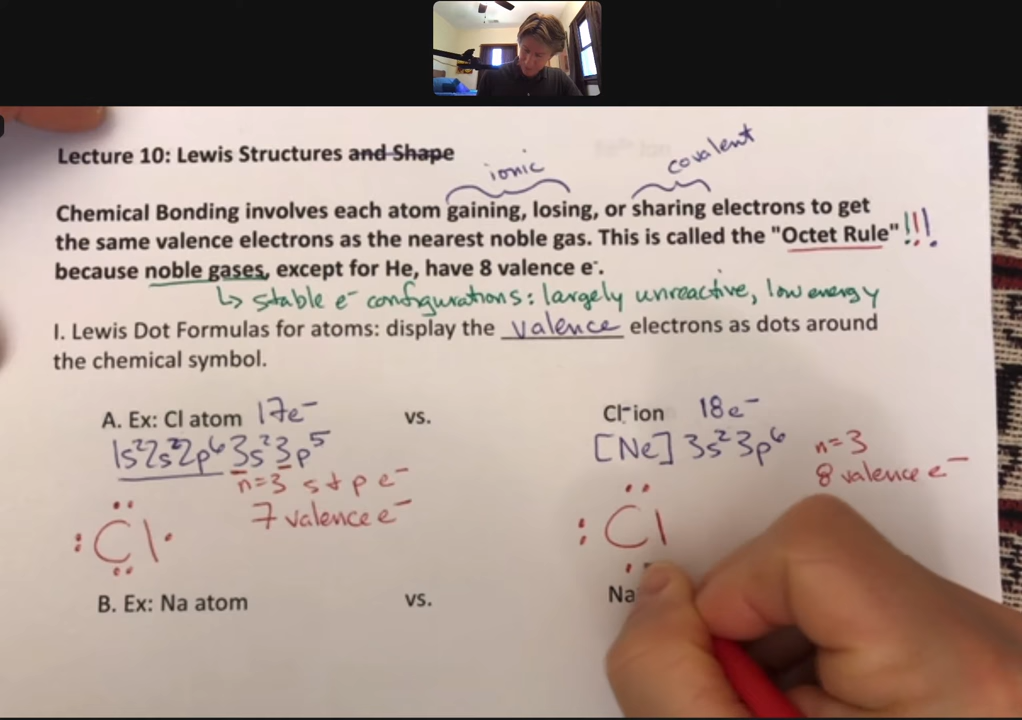 Lecture 10: Lewis Structures and Shape
ionic covalent
Chemical Bonding involves each atom gaining, losing, or sharing electrons to get
the same valence electrons as the nearest noble gas. This is called the "Octet Rule"!!!
because noble gases, except for He, have 8 valence e⁻.
↳ stable e⁻ configurations: largely unreactive, low energy
I. Lewis Dot Formulas for atoms: display the valence electrons as dots around
the chemical symbol.
A. Ex: Cl atom 17e⁻ vs. Cl⁻ ion 18e⁻
1s²2s²2p⁶3s²3p⁵ [Ne]3s²3p⁶ n=3
n=3 s + p e⁻ 8 valence e⁻
7 valence e⁻
Cl Cl
B. Ex: Na atom vs. Na